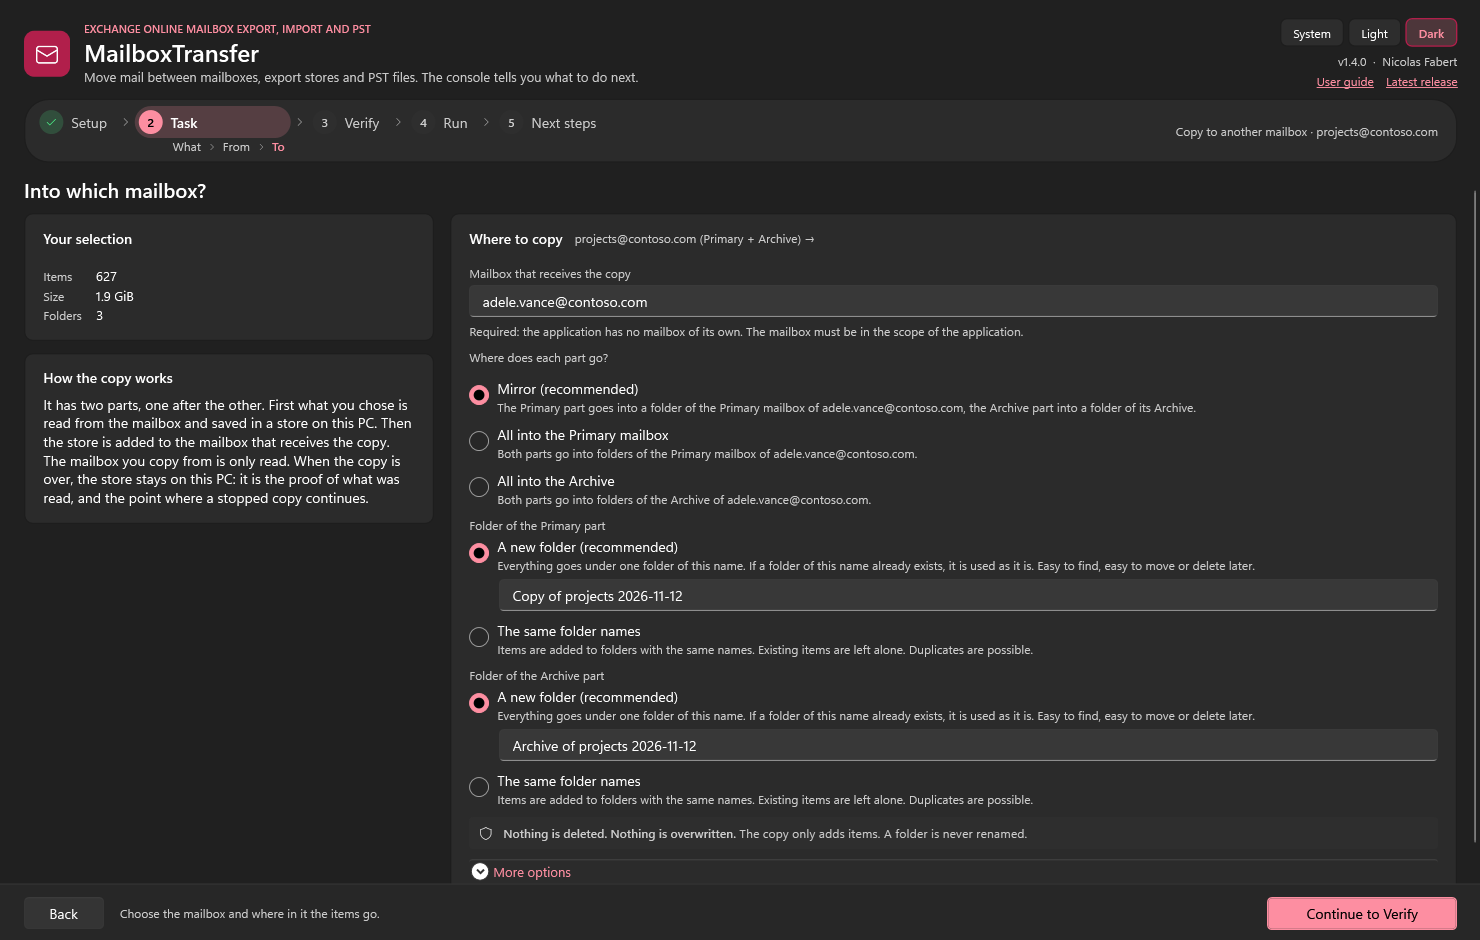 EXCHANGE ONLINE MAILBOX EXPORT, IMPORT AND PST
MailboxTransfer
Move mail between mailboxes, export stores and PST files. The console tells you what to do next.
System
Light
Dark
v1.4.0 · Nicolas Fabert
User guide
Latest release
Setup
2 Task
3 Verify
4 Run
5 Next steps
What
From
To
Copy to another mailbox · projects@contoso.com
Into which mailbox?
Your selection
Items 627
Size 1.9 GiB
Folders 3
How the copy works
It has two parts, one after the other. First what you chose is
read from the mailbox and saved in a store on this PC. Then
the store is added to the mailbox that receives the copy.
The mailbox you copy from is only read. When the copy is
over, the store stays on this PC: it is the proof of what was
read, and the point where a stopped copy continues.
Where to copy projects@contoso.com (Primary + Archive) →
Mailbox that receives the copy
adele.vance@contoso.com
Required: the application has no mailbox of its own. The mailbox must be in the scope of the application.
Where does each part go?
Mirror (recommended)
The Primary part goes into a folder of the Primary mailbox of adele.vance@contoso.com, the Archive part into a folder of its Archive.
All into the Primary mailbox
Both parts go into folders of the Primary mailbox of adele.vance@contoso.com.
All into the Archive
Both parts go into folders of the Archive of adele.vance@contoso.com.
Folder of the Primary part
A new folder (recommended)
Everything goes under one folder of this name. If a folder of this name already exists, it is used as it is. Easy to find, easy to move or delete later.
Copy of projects 2026-11-12
The same folder names
Items are added to folders with the same names. Existing items are left alone. Duplicates are possible.
Folder of the Archive part
A new folder (recommended)
Everything goes under one folder of this name. If a folder of this name already exists, it is used as it is. Easy to find, easy to move or delete later.
Archive of projects 2026-11-12
The same folder names
Items are added to folders with the same names. Existing items are left alone. Duplicates are possible.
Nothing is deleted. Nothing is overwritten. The copy only adds items. A folder is never renamed.
More options
Back
Choose the mailbox and where in it the items go.
Continue to Verify